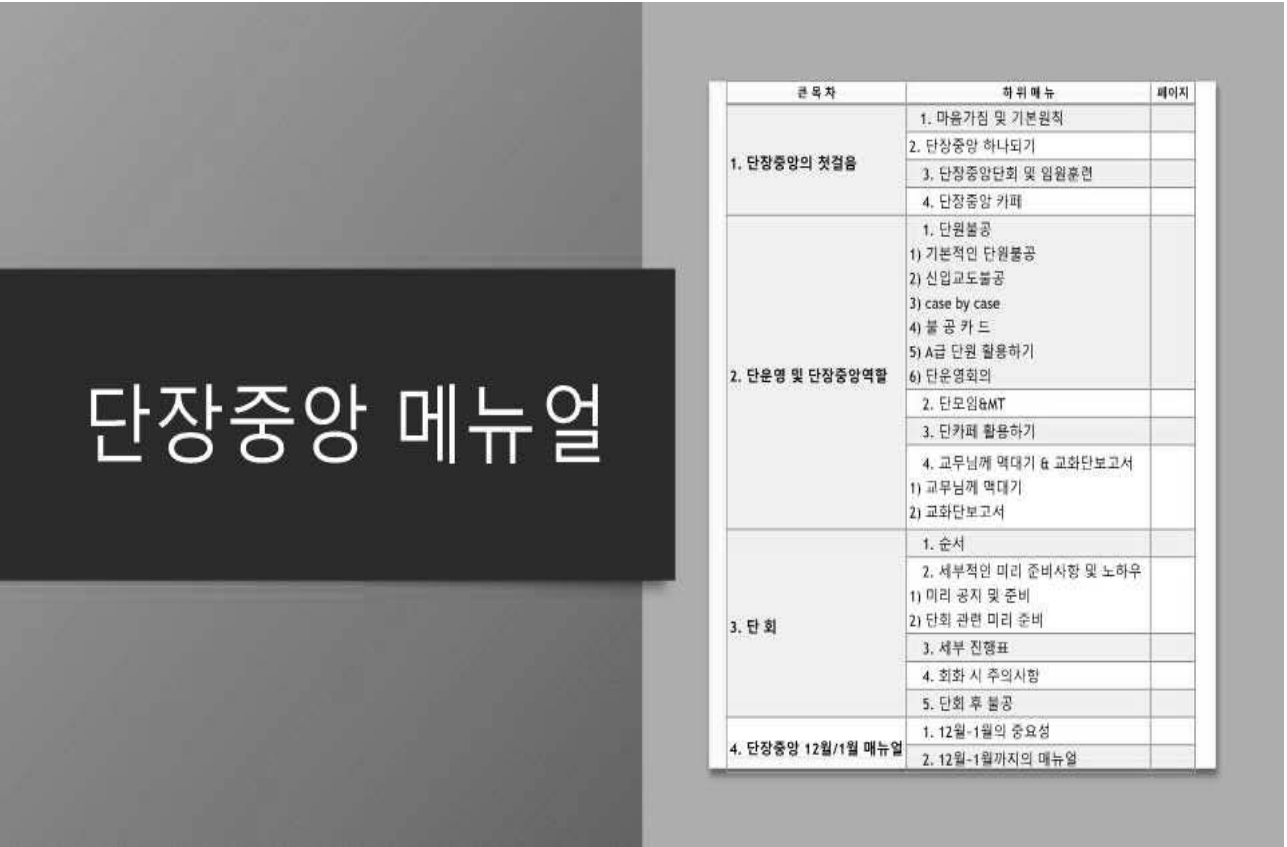 단장중앙 메뉴얼
큰 목 차 하 위 메 뉴 페이지
1. 단장중앙의 첫걸음
1. 마음가짐 및 기본원칙
2. 단장중앙 하나되기
3. 단장중앙단회 및 임원훈련
4. 단장중앙 카페
2. 단운영 및 단장중앙역할
1. 단원불공
1) 기본적인 단원불공
2) 신입교도불공
3) case by case
4) 불 공 카 드
5) A급 단원 활용하기
6) 단운영회의
2. 단모임&MT
3. 단카페 활용하기
4. 교무님께 맥대기 & 교화단보고서
1) 교무님께 맥대기
2) 교화단보고서
3. 단 회
1. 순서
2. 세부적인 미리 준비사항 및 노하우
1) 미리 공지 및 준비
2) 단회 관련 미리 준비
3. 세부 진행표
4. 회화 시 주의사항
5. 단회 후 불공
4. 단장중앙 12월/1월 매뉴얼
1. 12월-1월의 중요성
2. 12월-1월까지의 매뉴얼